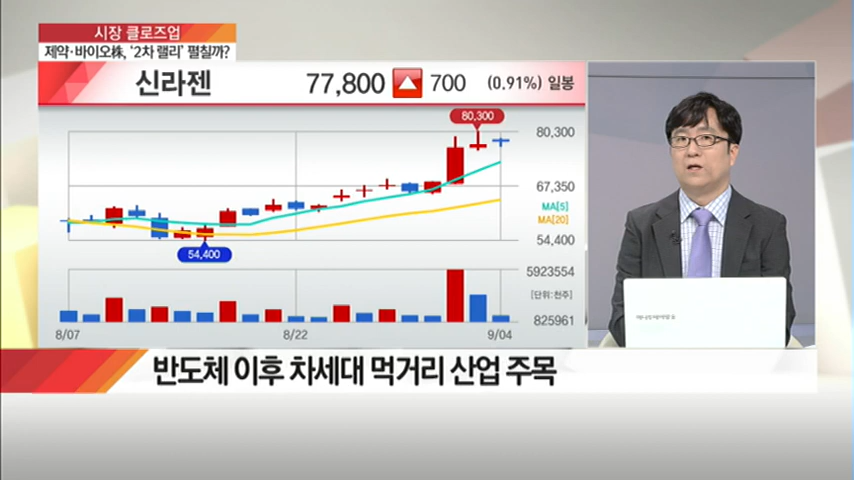 시장 클로즈업
제약·바이오株, '2차 랠리' 펼칠까?
신라젠 77,800 ▲ 700 (0.91%) 일봉
80,300
80,300
67,350
MA[5]
MA[20]
54,400
54,400
5923554
[단위:천주]
825961
8/07 8/22 9/04
반도체 이후 차세대 먹거리 산업 주목